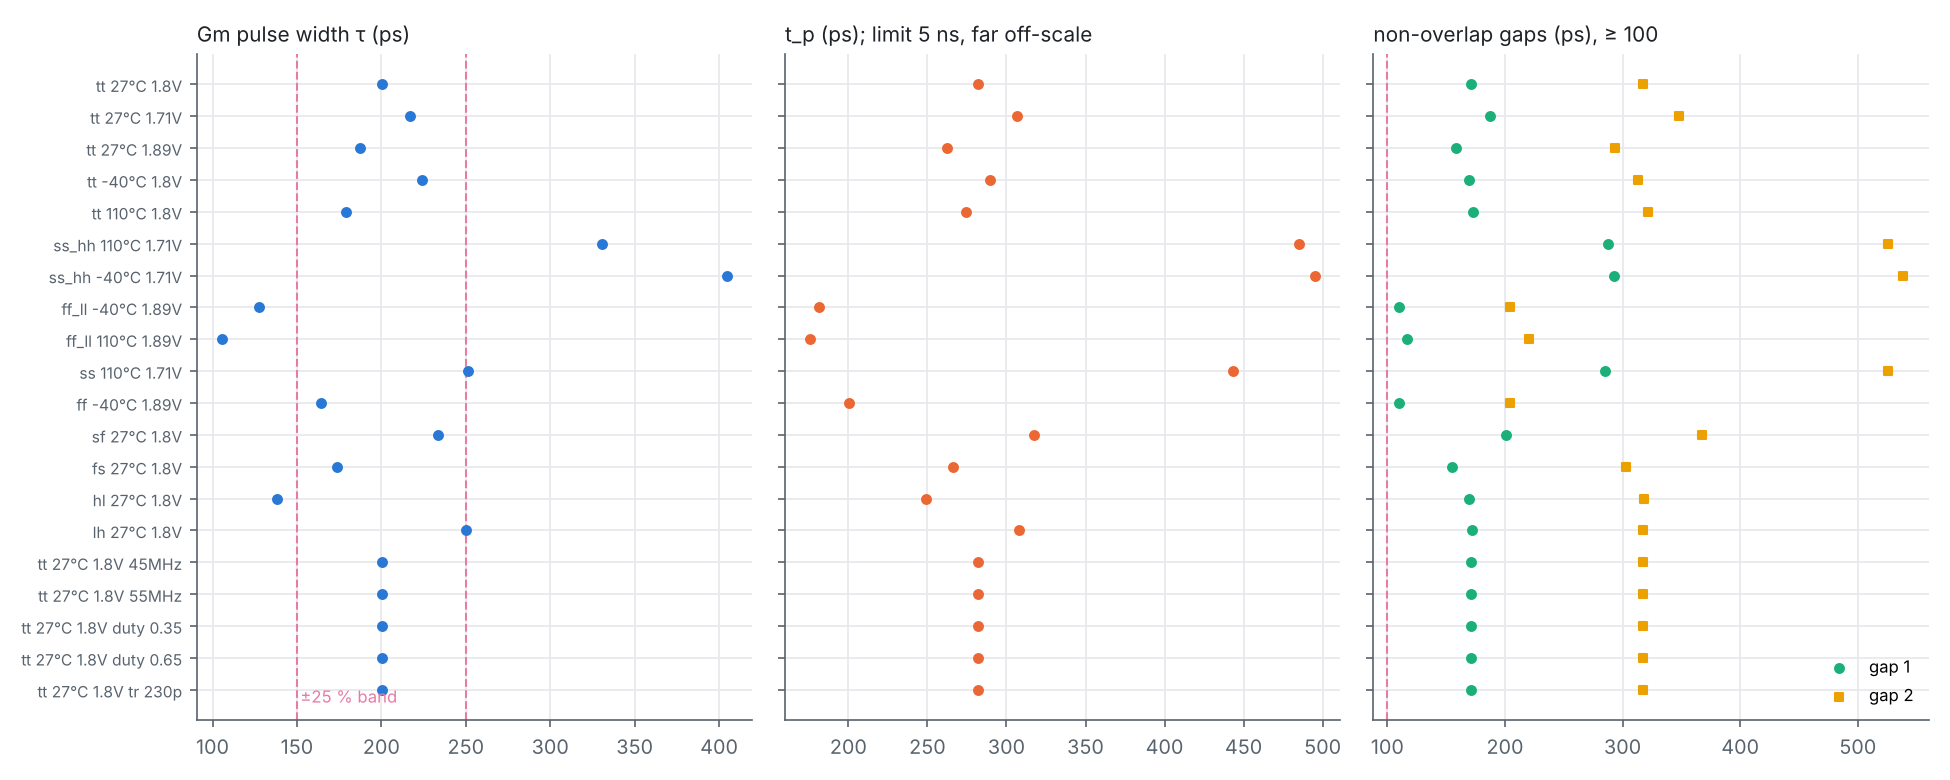 Gm pulse width τ (ps)
t_p (ps); limit 5 ns, far off-scale
non-overlap gaps (ps), ≥ 100
tt 27°C 1.8V
tt 27°C 1.71V
tt 27°C 1.89V
tt -40°C 1.8V
tt 110°C 1.8V
ss_hh 110°C 1.71V
ss_hh -40°C 1.71V
ff_ll -40°C 1.89V
ff_ll 110°C 1.89V
ss 110°C 1.71V
ff -40°C 1.89V
sf 27°C 1.8V
fs 27°C 1.8V
hl 27°C 1.8V
lh 27°C 1.8V
tt 27°C 1.8V 45MHz
tt 27°C 1.8V 55MHz
tt 27°C 1.8V duty 0.35
tt 27°C 1.8V duty 0.65
tt 27°C 1.8V tr 230p
±25 % band
gap 1
gap 2
100 150 200 250 300 350 400
200 250 300 350 400 450 500
100 200 300 400 500